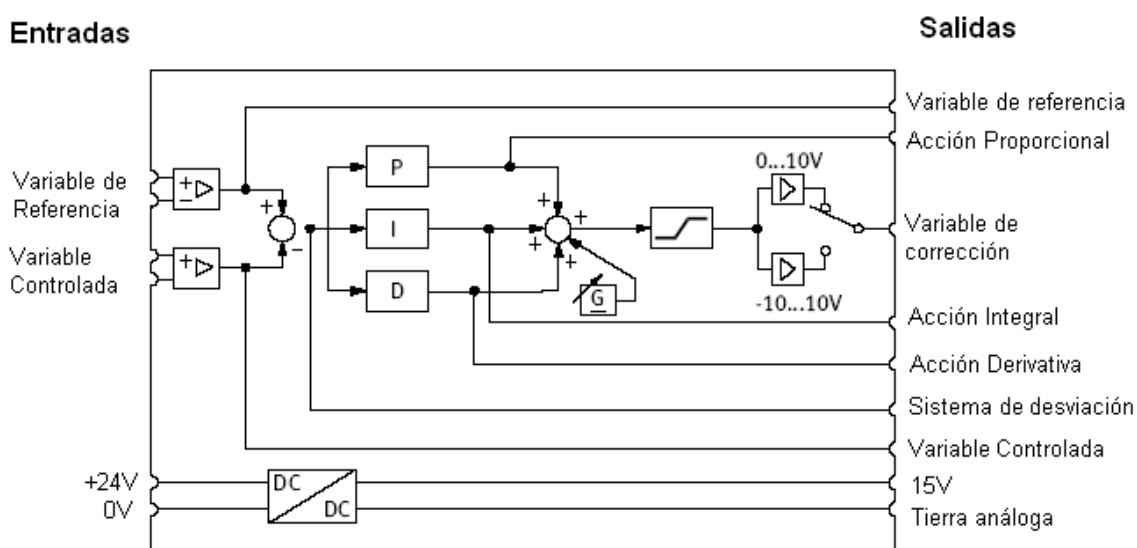 Entradas
Salidas
Variable de referencia
Acción Proporcional
0...10V
P
Variable de
Referencia
+
−
+
+
+
I
Variable de
corrección
−
+
+
Variable
Controlada
+
D
G
-10...10V
Acción Integral
Acción Derivativa
Sistema de desviación
Variable Controlada
+24V
DC
15V
0V
DC
Tierra análoga